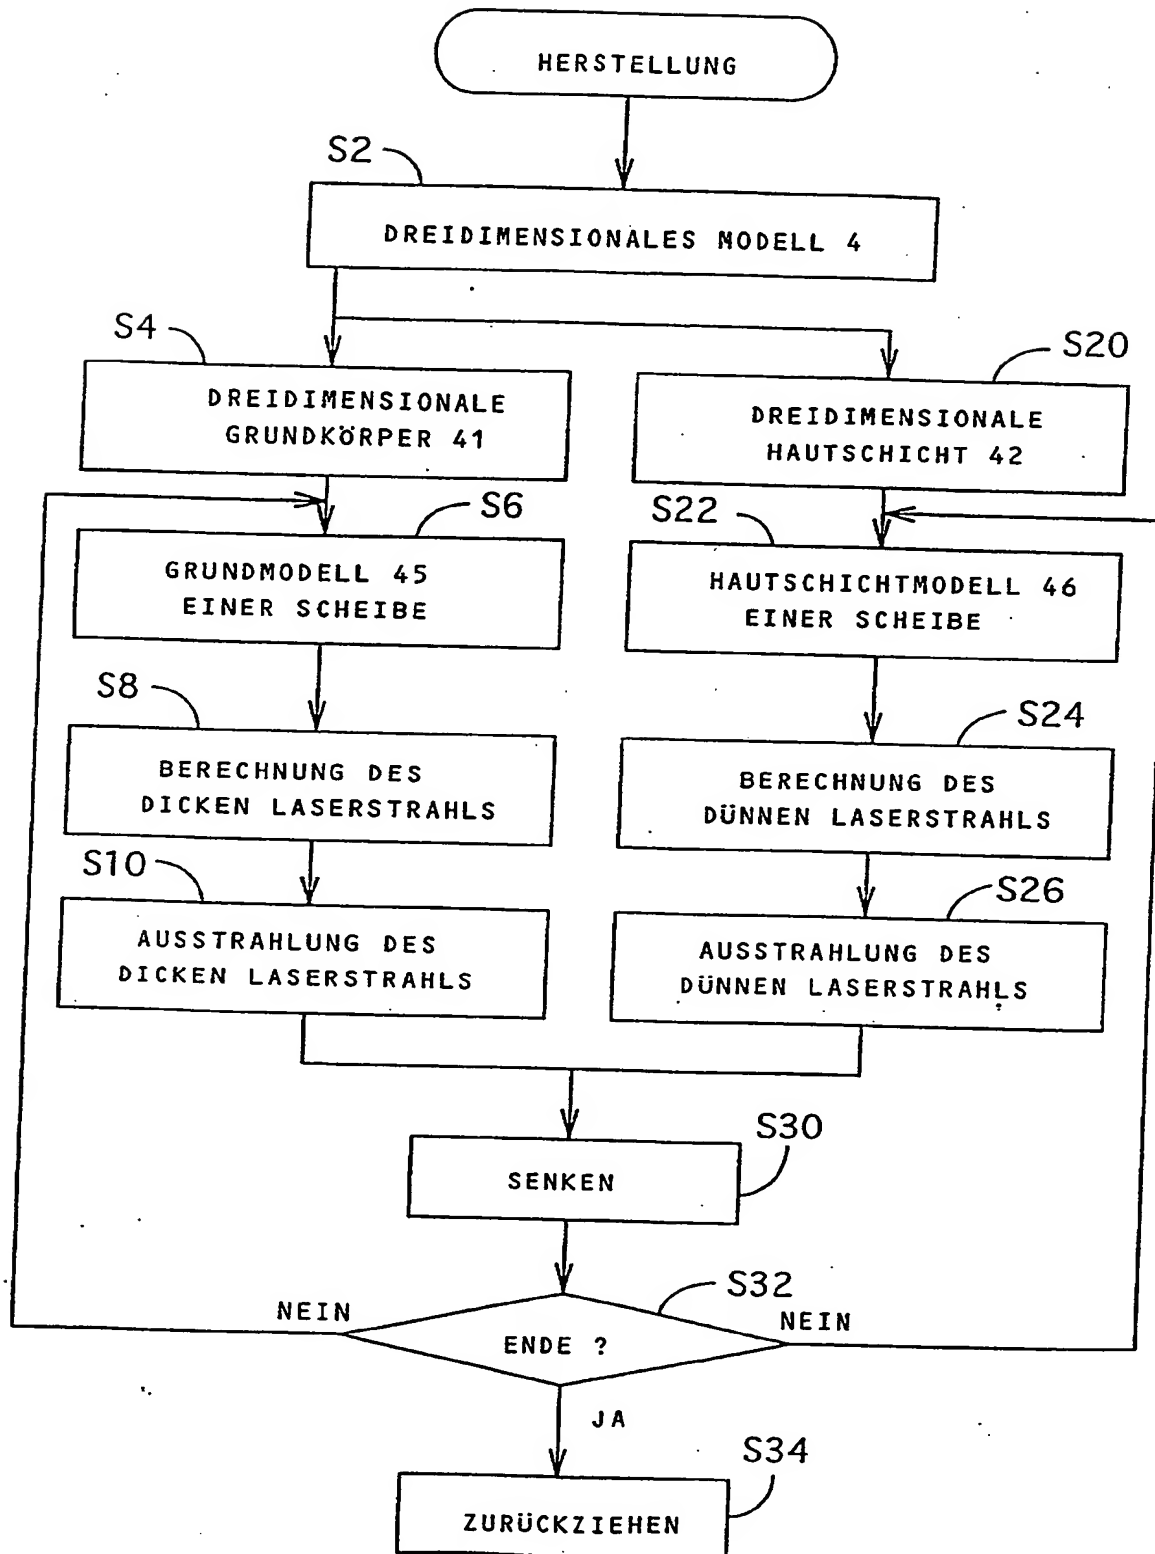 HERSTELLUNG
S2
DREIDIMENSIONALES MODELL 4
S4
DREIDIMENSIONALE
GRUNDKÖRPER 41
S20
DREIDIMENSIONALE
HAUTSCHICHT 42
S6
GRUNDMODELL 45
EINER SCHEIBE
S22
HAUTSCHICHTMODELL 46
EINER SCHEIBE
S8
BERECHNUNG DES
DICKEN LASERSTRAHLS
S24
BERECHNUNG DES
DÜNNEN LASERSTRAHLS
S10
AUSSTRAHLUNG DES
DICKEN LASERSTRAHLS
S26
AUSSTRAHLUNG DES
DÜNNEN LASERSTRAHLS
S30
SENKEN
S32
NEIN
ENDE ?
NEIN
JA
S34
ZURÜCKZIEHEN